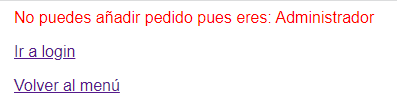 No puedes añadir pedido pues eres: Administrador
Ir a login
Volver al menú